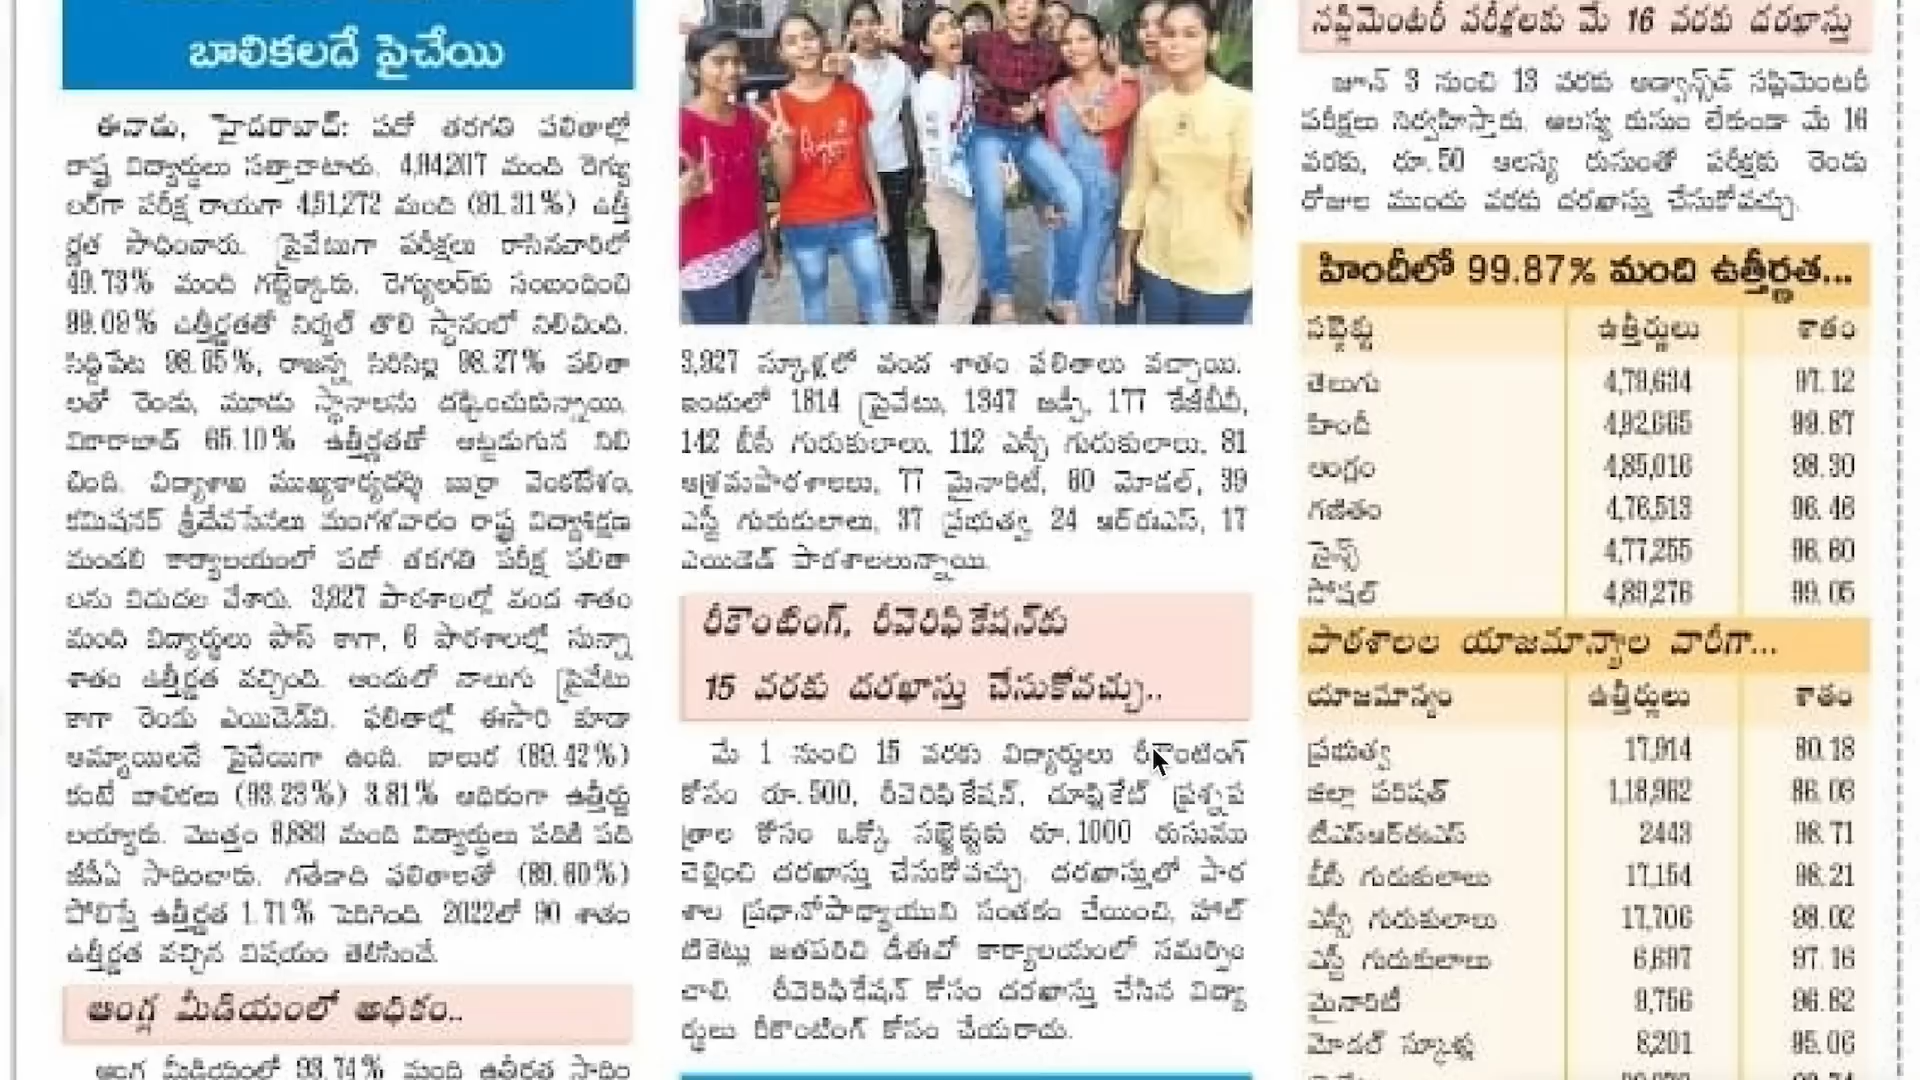 బాలికలదే పైచేయి
ఈనాడు, హైదరాబాద్: పదో తరగతి ఫలితాల్లో
రాష్ట్ర విద్యార్థులు సత్తాచాటారు. 4,94,207 మంది రెగ్యు
లర్‌గా పరీక్ష రాయగా 4,51,272 మంది (91.31%) ఉత్తీ
ర్ణత సాధించారు. ప్రైవేటుగా పరీక్షలు రాసినవారిలో
49.73% మంది గట్టెక్కారు. రెగ్యులర్‌కు సంబంధించి
99.09% ఉత్తీర్ణతతో నిర్మల్ తొలి స్థానంలో నిలిచింది.
సిద్దిపేట 98.65%, రాజన్న సిరిసిల్ల 98.27% ఫలితా
లతో రెండు, మూడు స్థానాలను దక్కించుకున్నాయి.
వికారాబాద్ 65.10% ఉత్తీర్ణతతో అట్టడుగున నిలి
చింది. విద్యాశాఖ ముఖ్యకార్యదర్శి బుర్రా వెంకటేశం,
కమిషనర్ శ్రీదేవసేనలు మంగళవారం రాష్ట్ర విద్యాశిక్షణ
మండలి కార్యాలయంలో పదో తరగతి పరీక్ష ఫలితా
లను విడుదల చేశారు. 3,927 పాఠశాలల్లో వంద శాతం
మంది విద్యార్థులు పాస్ కాగా, 6 పాఠశాలల్లో సున్నా
శాతం ఉత్తీర్ణత వచ్చింది. అందులో నాలుగు ప్రైవేటు
కాగా రెండు ఎయిడెడ్‌వి. ఫలితాల్లో ఈసారి కూడా
అమ్మాయిలదే పైచేయిగా ఉంది. బాలుర (89.42%)
కంటే బాలికలు (93.23%) 3.81% అధికంగా ఉత్తీర్ణు
లయ్యారు. మొత్తం 8,883 మంది విద్యార్థులు పదికి పది
జీపీఏ సాధించారు. గతేడాది ఫలితాలతో (89.60%)
పోలిస్తే ఉత్తీర్ణత 1.71% పెరిగింది. 2022లో 90 శాతం
ఉత్తీర్ణత వచ్చిన విషయం తెలిసిందే.
ఆంగ్ల మీడియంలో అధికం..
ఆంగ్ల మీడియంలో 93.74% మంది ఉత్తీర్ణత సాధిం
3,927 స్కూళ్లలో వంద శాతం ఫలితాలు వచ్చాయి.
ఇందులో 1814 ప్రైవేటు, 1347 జడ్పీ, 177 కేజీబీవీ,
142 బీసీ గురుకులాలు, 112 ఎస్సీ గురుకులాలు, 81
ఆశ్రమపాఠశాలలు, 77 మైనారిటీ, 60 మోడల్, 39
ఎస్టీ గురుకులాలు, 37 ప్రభుత్వ 24 ఆర్ఈఎస్, 17
ఎయిడెడ్ పాఠశాలలున్నాయి.
రీకౌంటింగ్, రీవెరిఫికేషన్‌కు
15 వరకు దరఖాస్తు చేసుకోవచ్చు..
మే 1 నుంచి 15 వరకు విద్యార్థులు రీకౌంటింగ్
కోసం రూ.500, రీవెరిఫికేషన్, డూప్లికేట్ ప్రశ్నప
త్రాల కోసం ఒక్కో సబ్జెక్టుకు రూ.1000 రుసుము
చెల్లించి దరఖాస్తు చేసుకోవచ్చు. దరఖాస్తులో పాఠ
శాల ప్రధానోపాధ్యాయుని సంతకం చేయించి, హాల్
టికెట్లు జతపరిచి డీఈవో కార్యాలయంలో సమర్పిం
చాలి. రీవెరిఫికేషన్ కోసం దరఖాస్తు చేసిన విద్యా
ర్థులు రీకౌంటింగ్ కోసం చేయరాదు.
సప్లిమెంటరీ పరీక్షలకు మే 16 వరకు దరఖాస్తు
జూన్ 3 నుంచి 13 వరకు అడ్వాన్స్‌డ్ సప్లిమెంటరీ
పరీక్షలు నిర్వహిస్తారు. ఆలస్య రుసుం లేకుండా మే 16
వరకు, రూ.50 ఆలస్య రుసుంతో పరీక్షకు రెండు
రోజుల ముందు వరకు దరఖాస్తు చేసుకోవచ్చు.
హిందీలో 99.87% మంది ఉత్తీర్ణత...
సబ్జెక్టు ఉత్తీర్ణులు శాతం
తెలుగు 4,79,634 97.12
హిందీ 4,92,665 99.87
ఆంగ్లం 4,85,016 98.30
గణితం 4,76,513 96.46
సైన్స్ 4,77,255 96.60
సోషల్ 4,89,276 99.05
పాఠశాలల యాజమాన్యాల వారీగా...
యాజమాన్యం ఉత్తీర్ణులు శాతం
ప్రభుత్వ 17,914 80.18
జిల్లా పరిషత్ 1,18,962 86.03
టీఎస్ఆర్ఈఎస్ 2443 98.71
బీసీ గురుకులాలు 17,154 98.21
ఎస్సీ గురుకులాలు 17,706 98.02
ఎస్టీ గురుకులాలు 6,697 97.16
మైనారిటీ 9,756 96.82
మోడల్ స్కూళ్లు 8,201 95.06